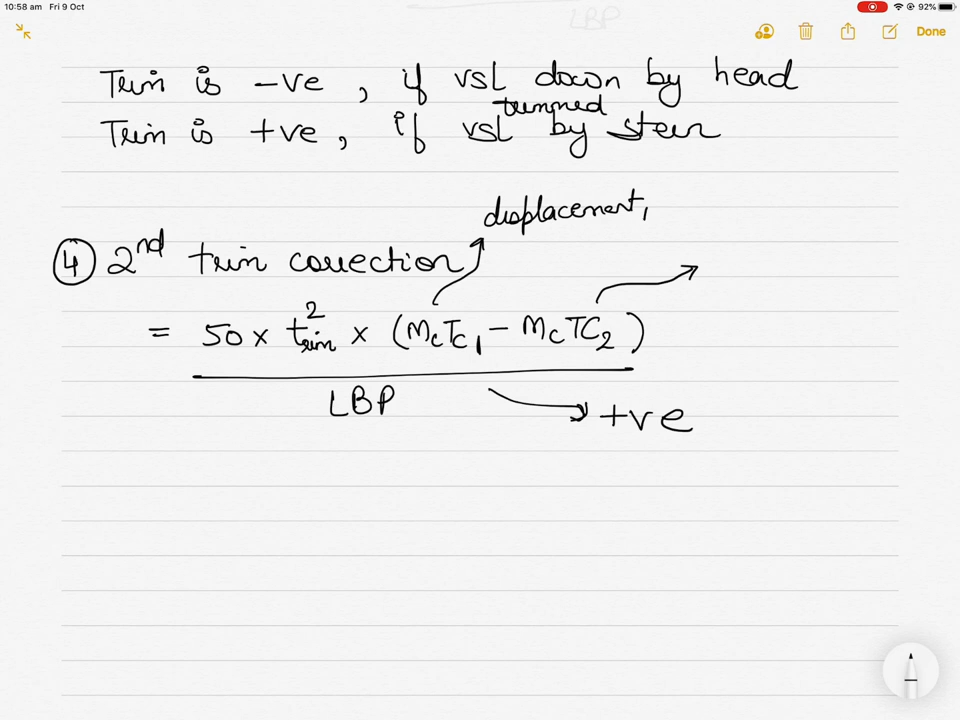 10:58 am Fri 9 Oct
92%
LBP
Done
Trim is -ve, if vsl down by head
trimmed
Trim is +ve, if vsl by stern
displacement,
④ 2nd trim correction
= 50 × trim² × (MCTC₁ - MCTC₂)
LBP
+ve